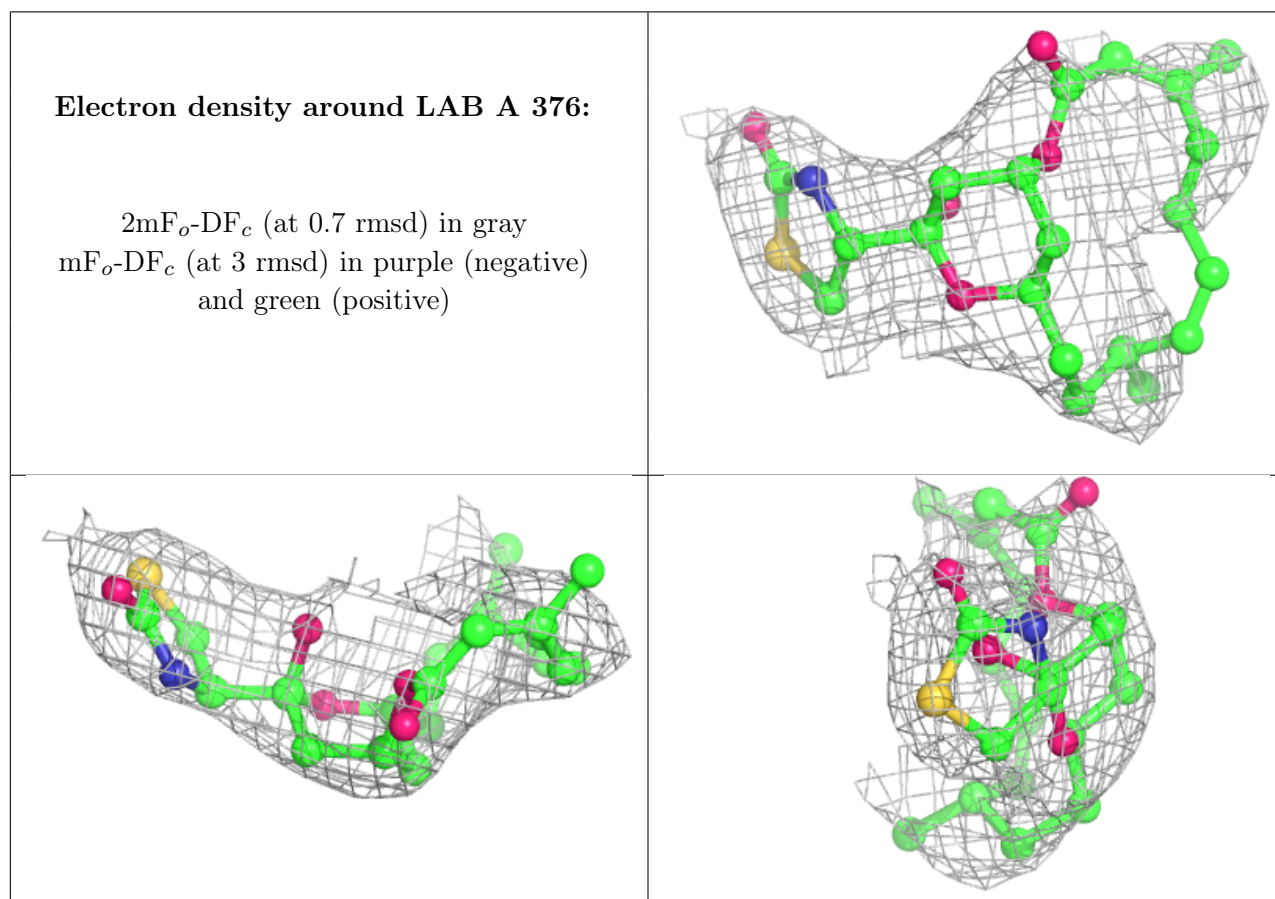 Electron density around LAB A 376:
2mFo-DFc (at 0.7 rmsd) in gray
mFo-DFc (at 3 rmsd) in purple (negative)
and green (positive)